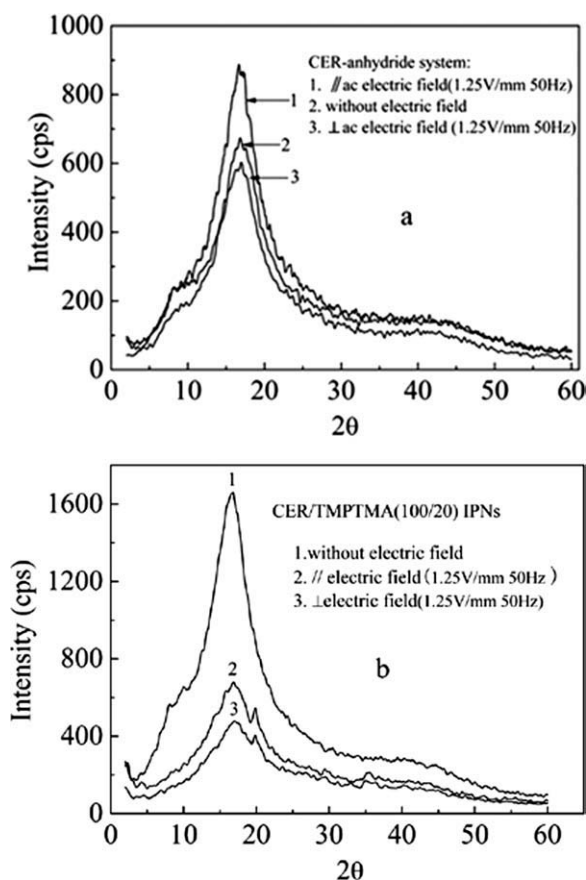 1000
800
600
400
200
0
Intensity (cps)
CER-anhydride system:
1. //ac electric field(1.25V/mm 50Hz)
2. without electric field
3. ⊥ac electric field (1.25V/mm 50Hz)
1
2
3
a
0 10 20 30 40 50 60
2θ
1600
1200
800
400
0
Intensity (cps)
CER/TMPTMA(100/20) IPNs
1.without electric field
2. // electric field(1.25V/mm 50Hz )
3. ⊥electric field(1.25V/mm 50Hz)
1
2
3
b
0 10 20 30 40 50 60
2θ